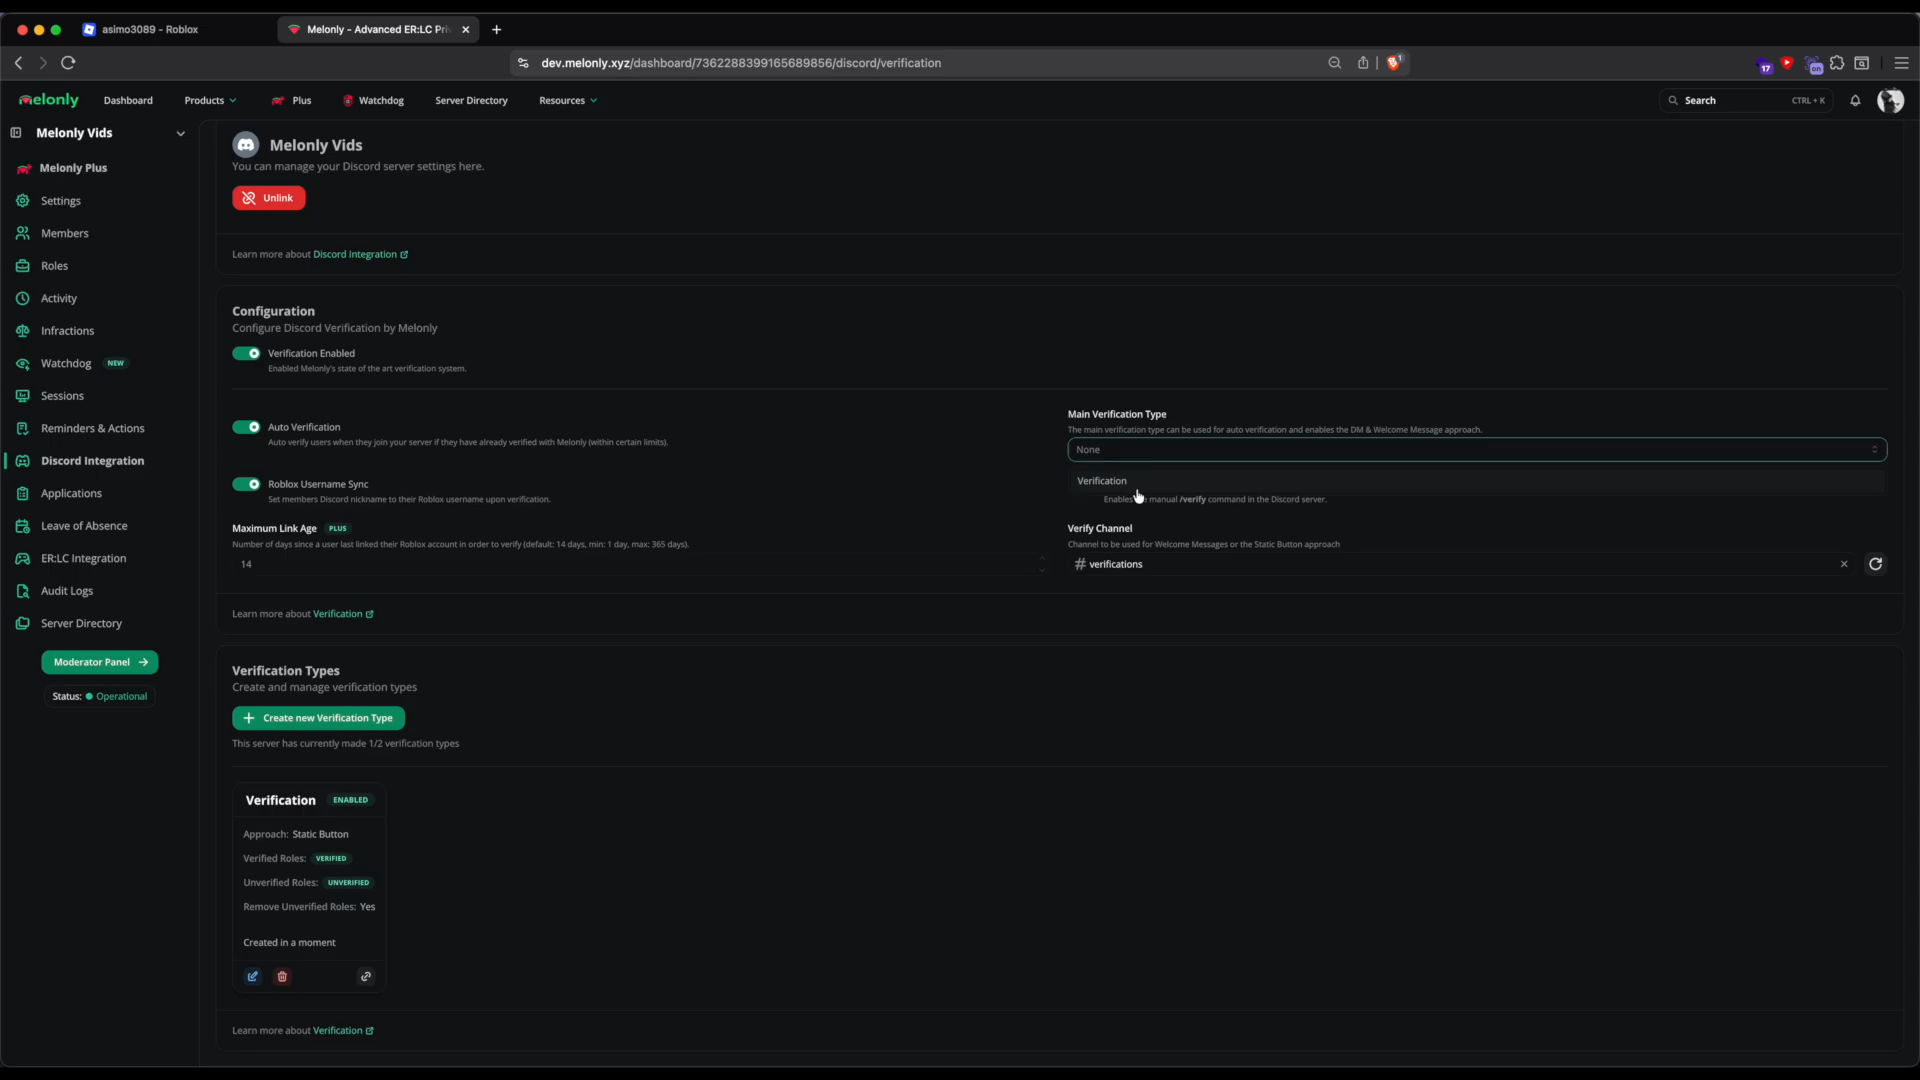 asimo3089 - Roblox
Melonly - Advanced ER:LC Pri
dev.melonly.xyz/dashboard/7362288399165689856/discord/verification
1
17
on
melonly
Dashboard
Products
Plus
Watchdog
Server Directory
Resources
Search
CTRL + K
Melonly Vids
Melonly Plus
Settings
Members
Roles
Activity
Infractions
Watchdog NEW
Sessions
Reminders & Actions
Discord Integration
Applications
Leave of Absence
ER:LC Integration
Audit Logs
Server Directory
Moderator Panel
Status: Operational
Melonly Vids
You can manage your Discord server settings here.
Unlink
Learn more about Discord Integration
Configuration
Configure Discord Verification by Melonly
Verification Enabled
Enabled Melonly's state of the art verification system.
Auto Verification
Auto verify users when they join your server if they have already verified with Melonly (within certain limits).
Main Verification Type
The main verification type can be used for auto verification and enables the DM & Welcome Message approach.
None
Verification
Roblox Username Sync
Set members Discord nickname to their Roblox username upon verification.
Enables manual /verify command in the Discord server.
Maximum Link Age PLUS
Number of days since a user last linked their Roblox account in order to verify (default: 14 days, min: 1 day, max: 365 days).
14
Verify Channel
Channel to be used for Welcome Messages or the Static Button approach
# verifications
Learn more about Verification
Verification Types
Create and manage verification types
Create new Verification Type
This server has currently made 1/2 verification types
Verification ENABLED
Approach: Static Button
Verified Roles: VERIFIED
Unverified Roles: UNVERIFIED
Remove Unverified Roles: Yes
Created in a moment
Learn more about Verification